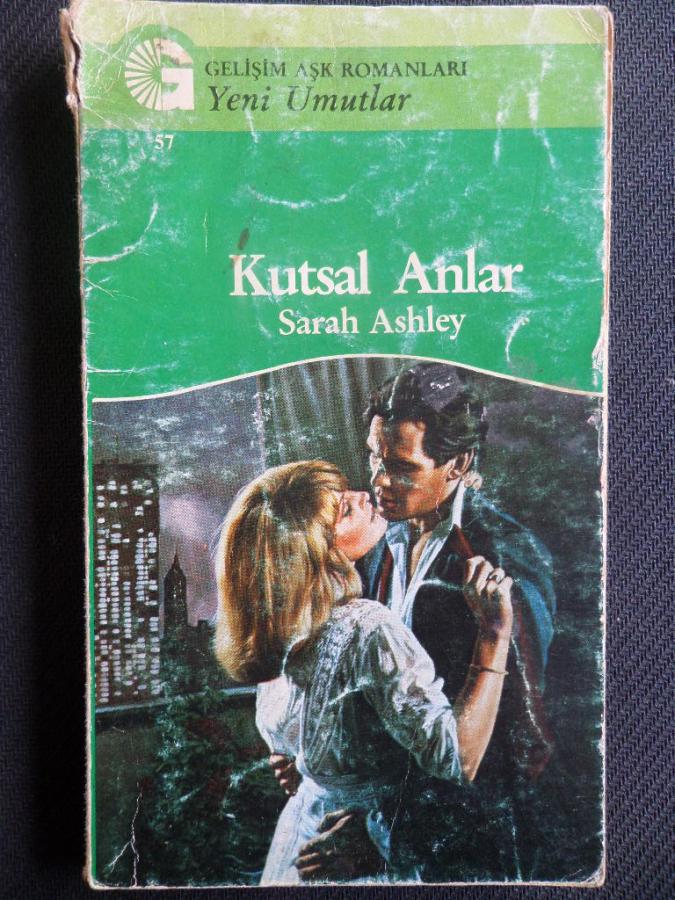 G
GELİŞİM AŞK ROMANLARI
Yeni Umutlar
57
Kutsal Anlar
Sarah Ashley